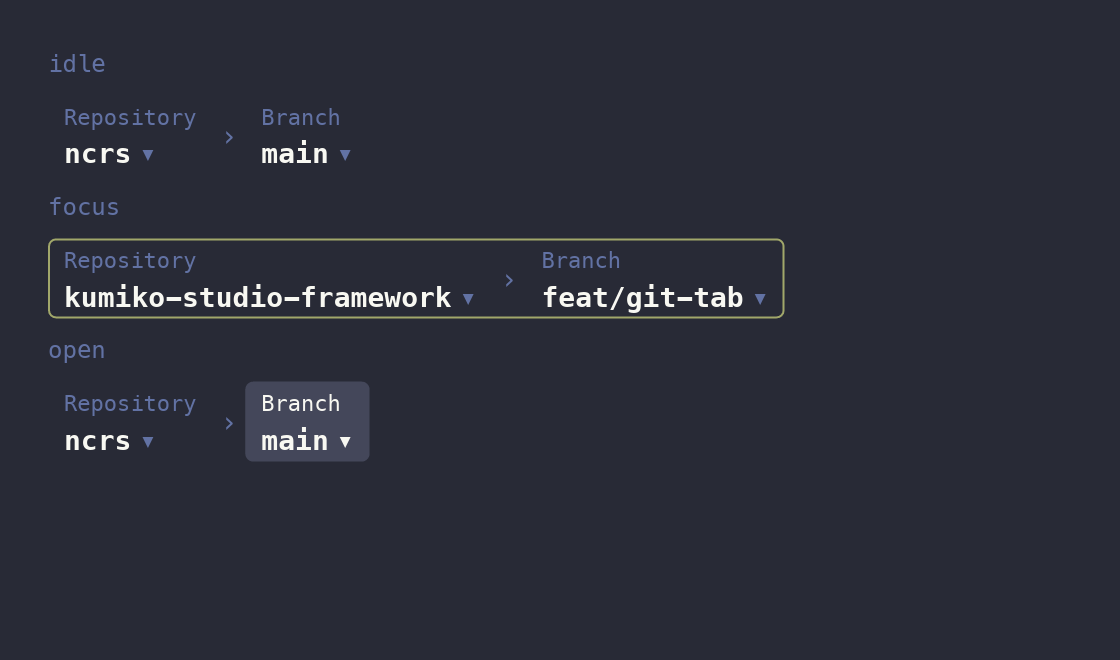 idle
Repository › Branch
ncrs ▼ main ▼
focus
Repository › Branch
kumiko-studio-framework ▼ feat/git-tab ▼
open
Repository › Branch
ncrs ▼ main ▼